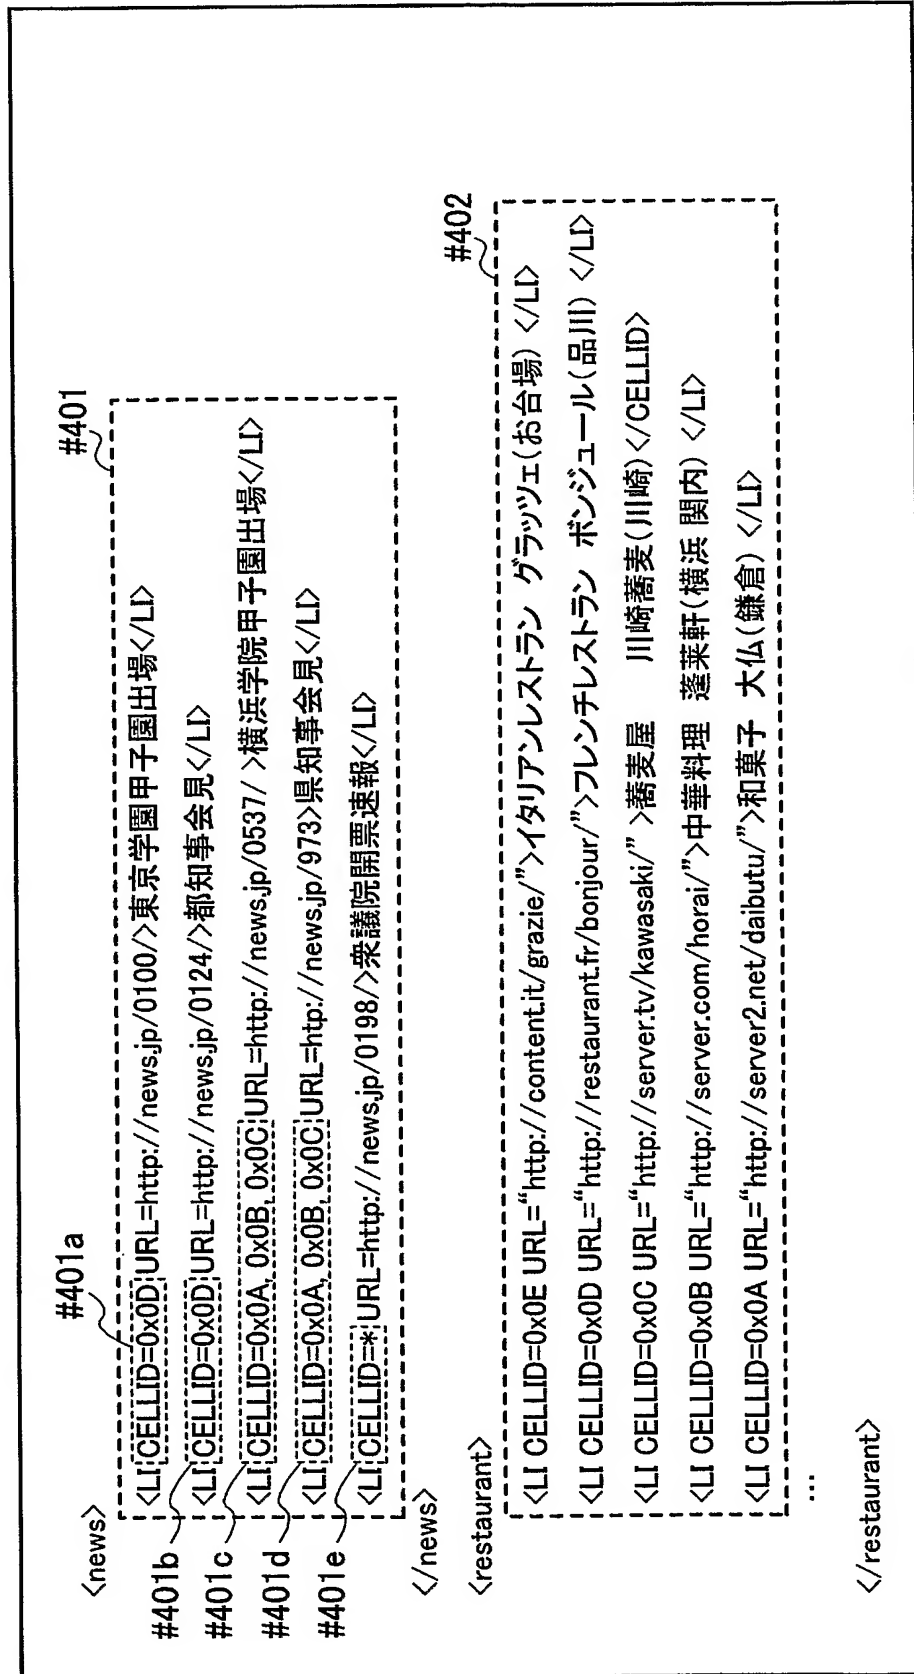 <news>
#401a
#401
<LI CELLID=0x0D URL=http://news.jp/0100/>東京学園甲子園出場</LI>
#401b
<LI CELLID=0x0D URL=http://news.jp/0124/>都知事会見</LI>
#401c
<LI CELLID=0x0A, 0x0B, 0x0C URL=http://news.jp/0537/ >横浜学院甲子園出場</LI>
#401d
<LI CELLID=0x0A, 0x0B, 0x0C URL=http://news.jp/973>県知事会見</LI>
#401e
<LI CELLID=* URL=http://news.jp/0198/>衆議院開票速報</LI>
</news>
<restaurant>
#402
<LI CELLID=0x0E URL=“http://content.it/grazie/”>イタリアンレストラン グラッツェ(お台場) </LI>
<LI CELLID=0x0D URL=“http://restaurant.fr/bonjour/”>フレンチレストラン ボンジュール(品川) </LI>
<LI CELLID=0x0C URL=“http://server.tv/kawasaki/” >蕎麦屋 川崎蕎麦(川崎)</CELLID>
<LI CELLID=0x0B URL=“http://server.com/horai/”>中華料理 蓬莱軒(横浜 関内) </LI>
<LI CELLID=0x0A URL=“http://server2.net/daibutu/”>和菓子 大仏(鎌倉) </LI>
...
</restaurant>